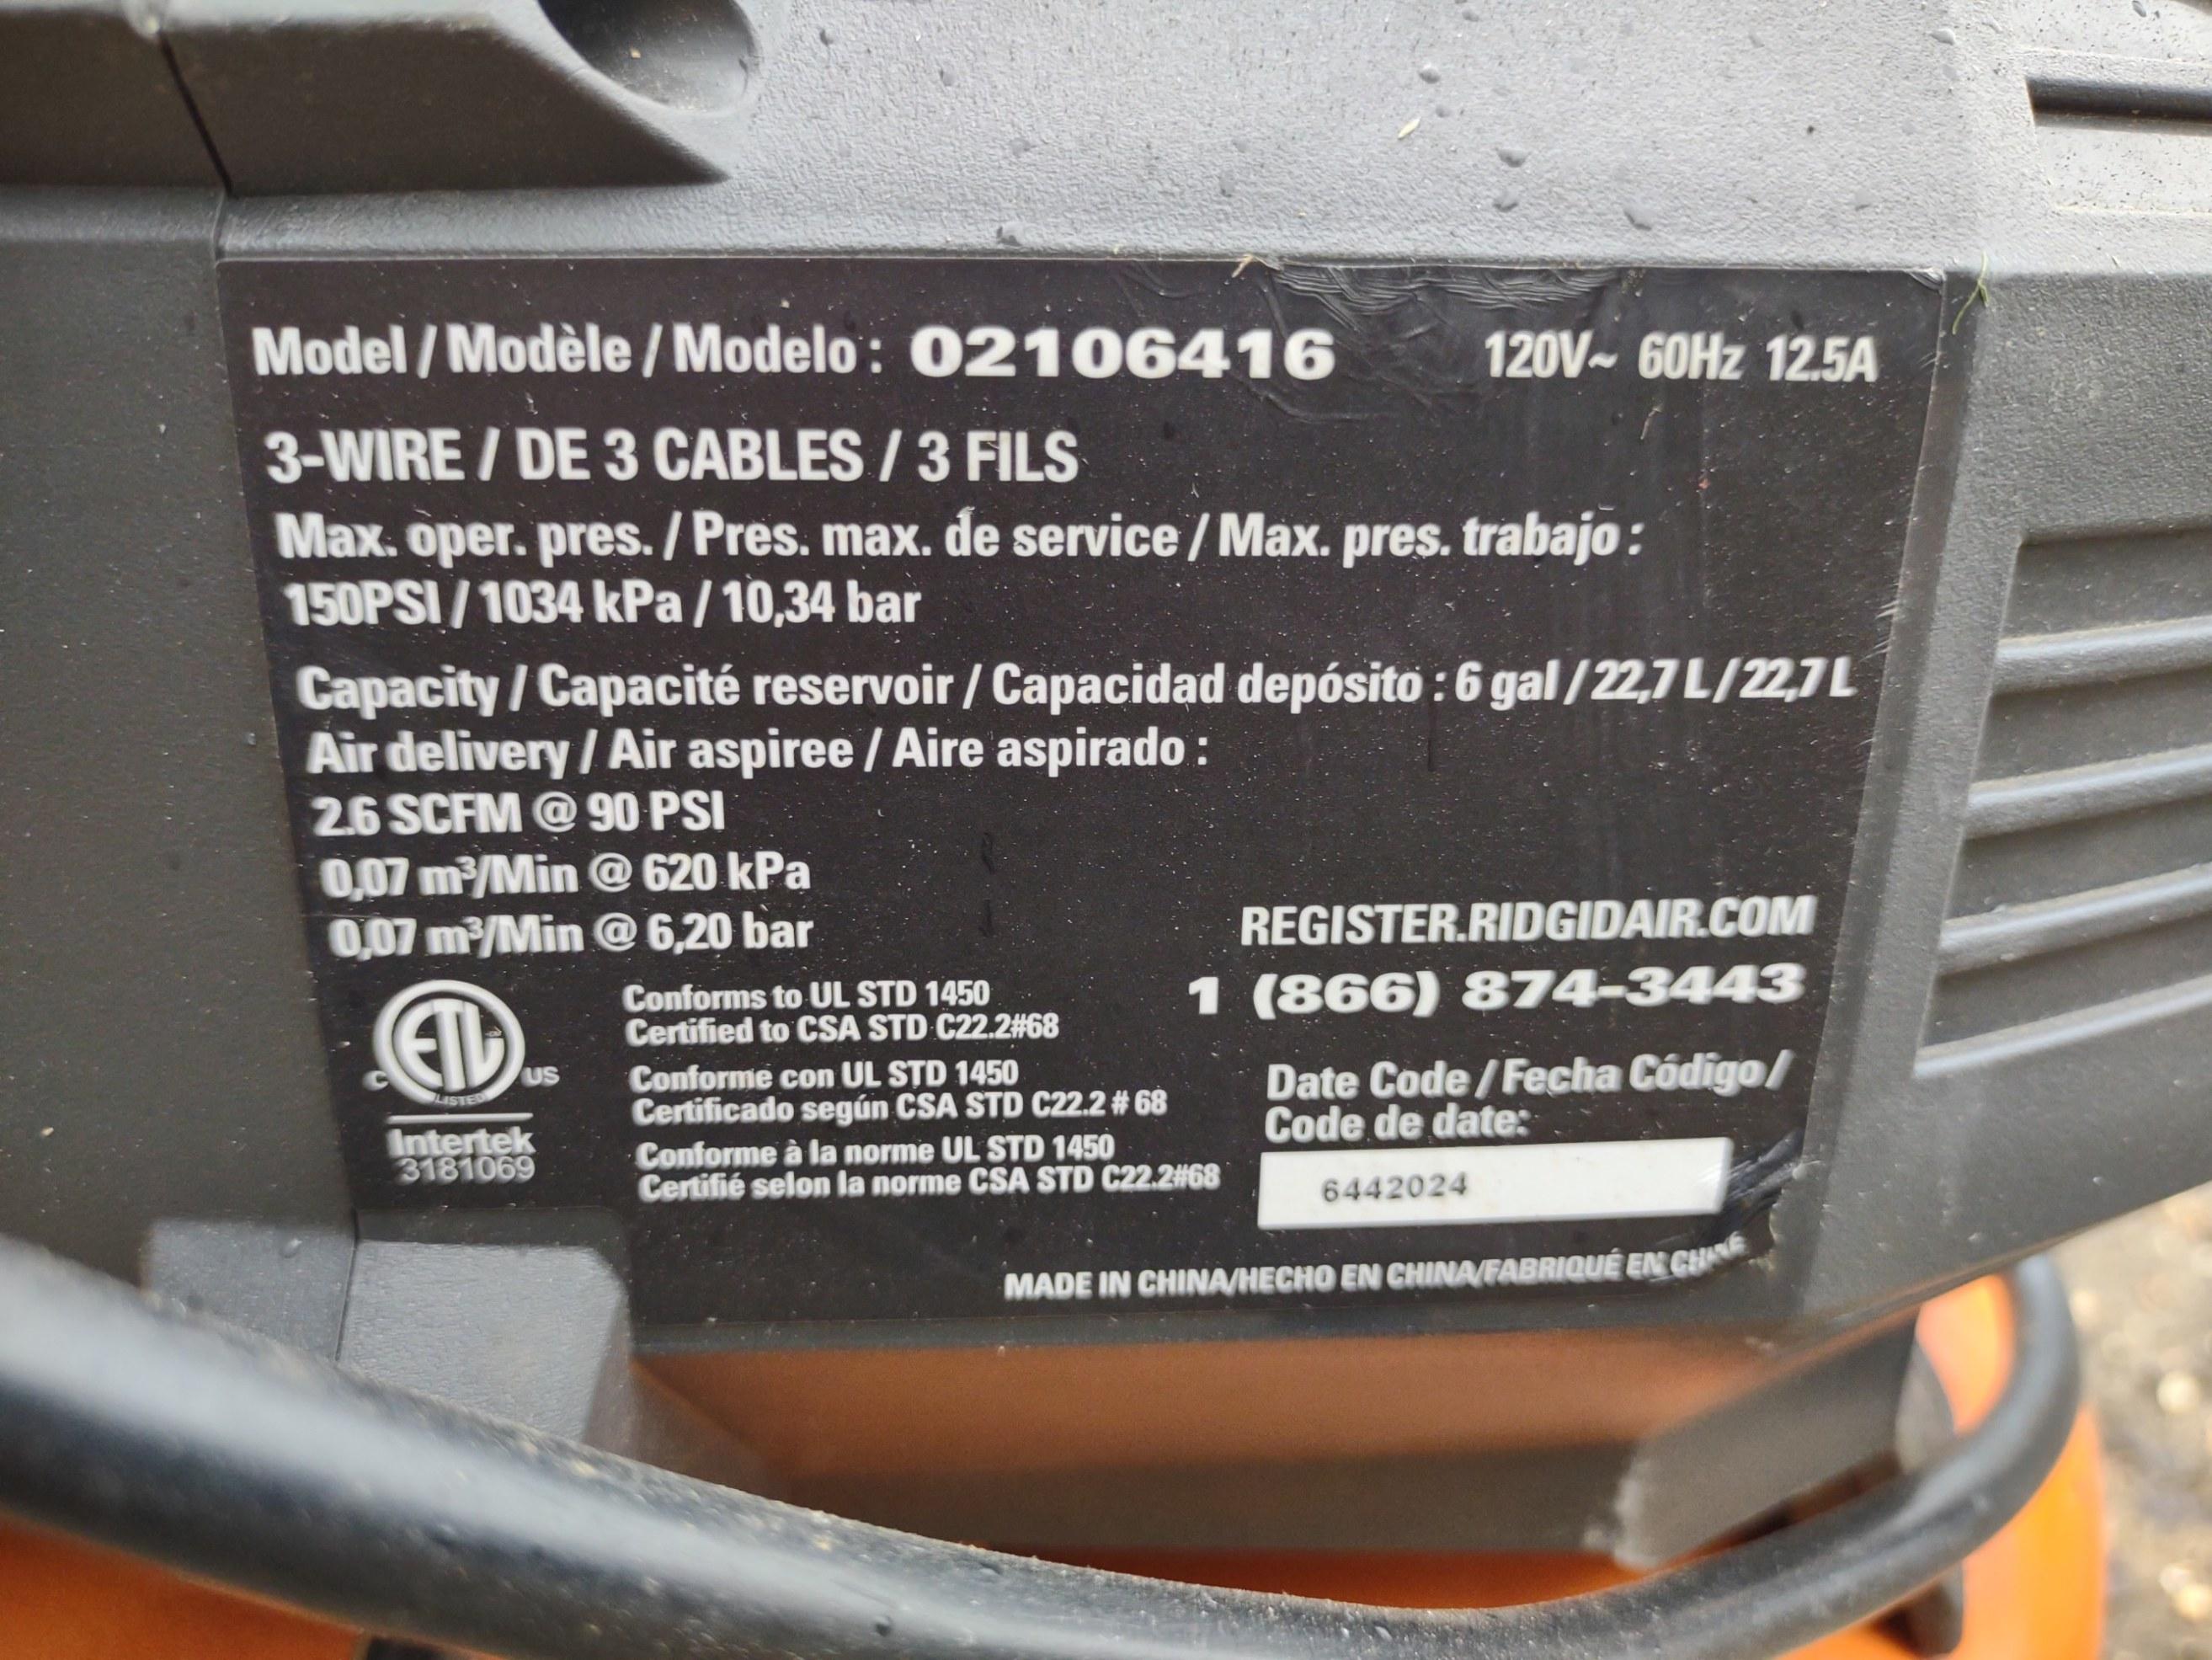 Model / Modèle / Modelo : 02106416 120V~ 60Hz 12.5A
3-WIRE / DE 3 CABLES / 3 FILS
Max. oper. pres. / Pres. max. de service / Max. pres. trabajo :
150PSI / 1034 kPa / 10,34 bar
Capacity / Capacité reservoir / Capacidad depósito : 6 gal / 22,7 L / 22,7 L
Air delivery / Air aspiree / Aire aspirado :
2.6 SCFM @ 90 PSI
0,07 m³/Min @ 620 kPa
0,07 m³/Min @ 6,20 bar
ETL
C US
LISTED
Intertek
3181069
Conforms to UL STD 1450
Certified to CSA STD C22.2#68
Conforme con UL STD 1450
Certificado según CSA STD C22.2 # 68
Conforme à la norme UL STD 1450
Certifié selon la norme CSA STD C22.2#68
REGISTER.RIDGIDAIR.COM
1 (866) 874-3443
Date Code / Fecha Código /
Code de date:
6442024
MADE IN CHINA/HECHO EN CHINA/FABRIQUÉ EN CHINE